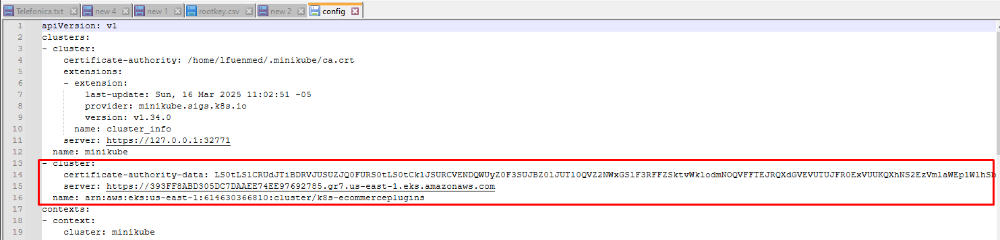 Telefonica.txt new 4 new 1 rootkey.csv new 2 config
1 apiVersion: v1
2 clusters:
3 - cluster:
4 certificate-authority: /home/lfuenmed/.minikube/ca.crt
5 extensions:
6 - extension:
7 last-update: Sun, 16 Mar 2025 11:02:51 -05
8 provider: minikube.sigs.k8s.io
9 version: v1.34.0
10 name: cluster_info
11 server: https://127.0.0.1:32771
12 name: minikube
13 - cluster:
14 certificate-authority-data:
15 server: https://393FF8ABD305DC7DAAEE74EE97692785.gr7.us-east-1.eks.amazonaws.com
16 name: arn:aws:eks:us-east-1:614630366810:cluster/k8s-ecommerceplugins
17 contexts:
18 - context:
19 cluster: minikube